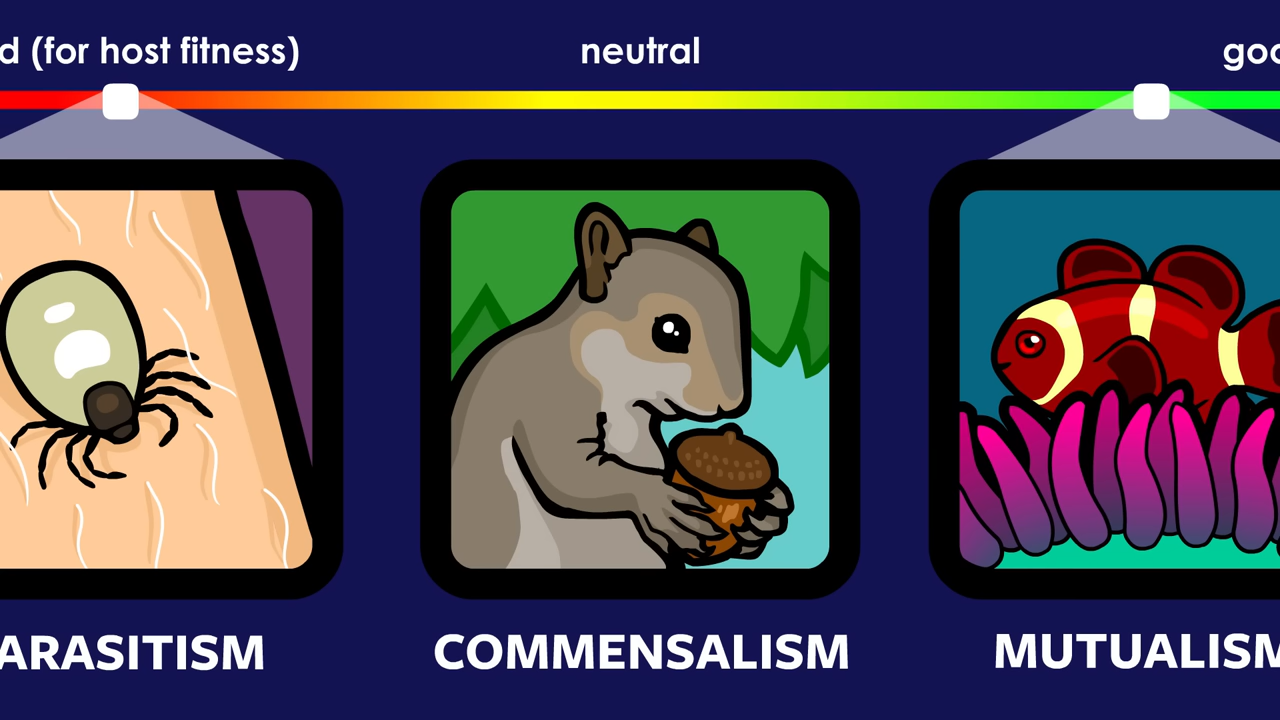 d (for host fitness)
neutral
goo
ARASITISM
COMMENSALISM
MUTUALISM